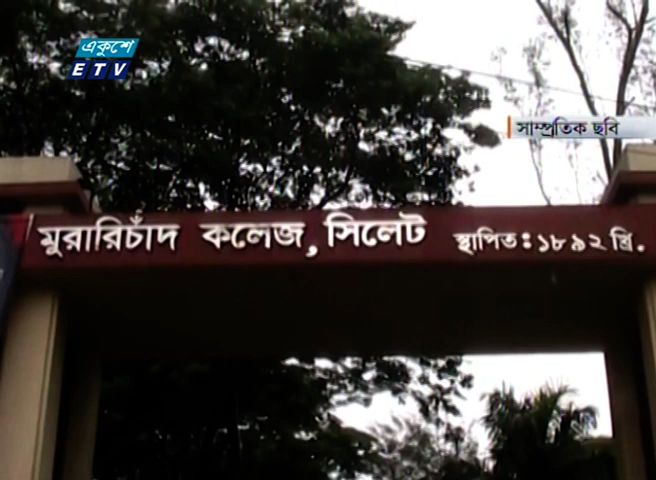 একুশে
ETV
সাম্প্রতিক ছবি
মুরারিচাঁদ কলেজ, সিলেট স্থাপিত: ১৮৯২ খ্রি.